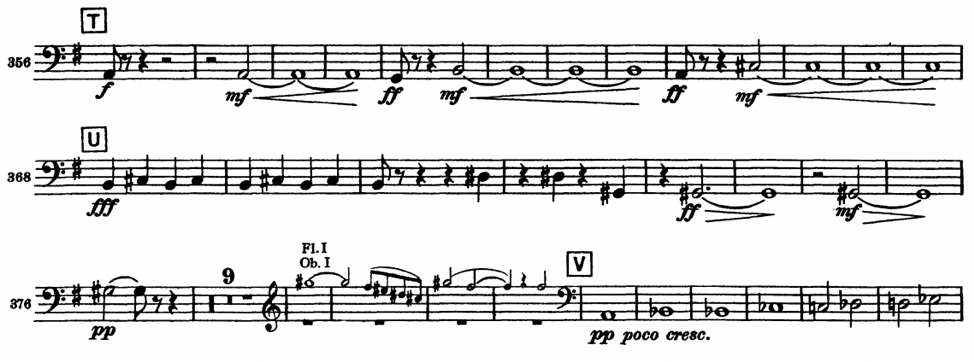 T
356
f mf ff mf ff mf
U
368
fff ff mf
9
Fl. I
Ob. I
V
376
pp pp poco cresc.